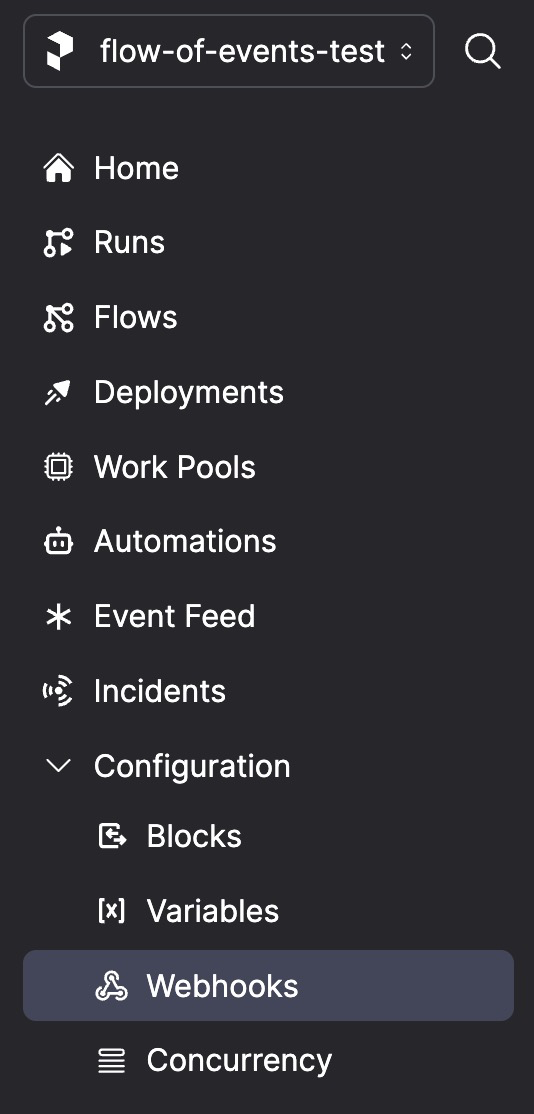 flow-of-events-test
Home
Runs
Flows
Deployments
Work Pools
Automations
Event Feed
Incidents
Configuration
Blocks
Variables
Webhooks
Concurrency